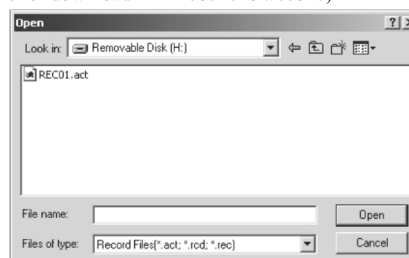 Open
Look in: Removable Disk (H:)
REC01.act
File name: Open
Files of type: Record Files(*.act; *.rcd; *.rec) Cancel